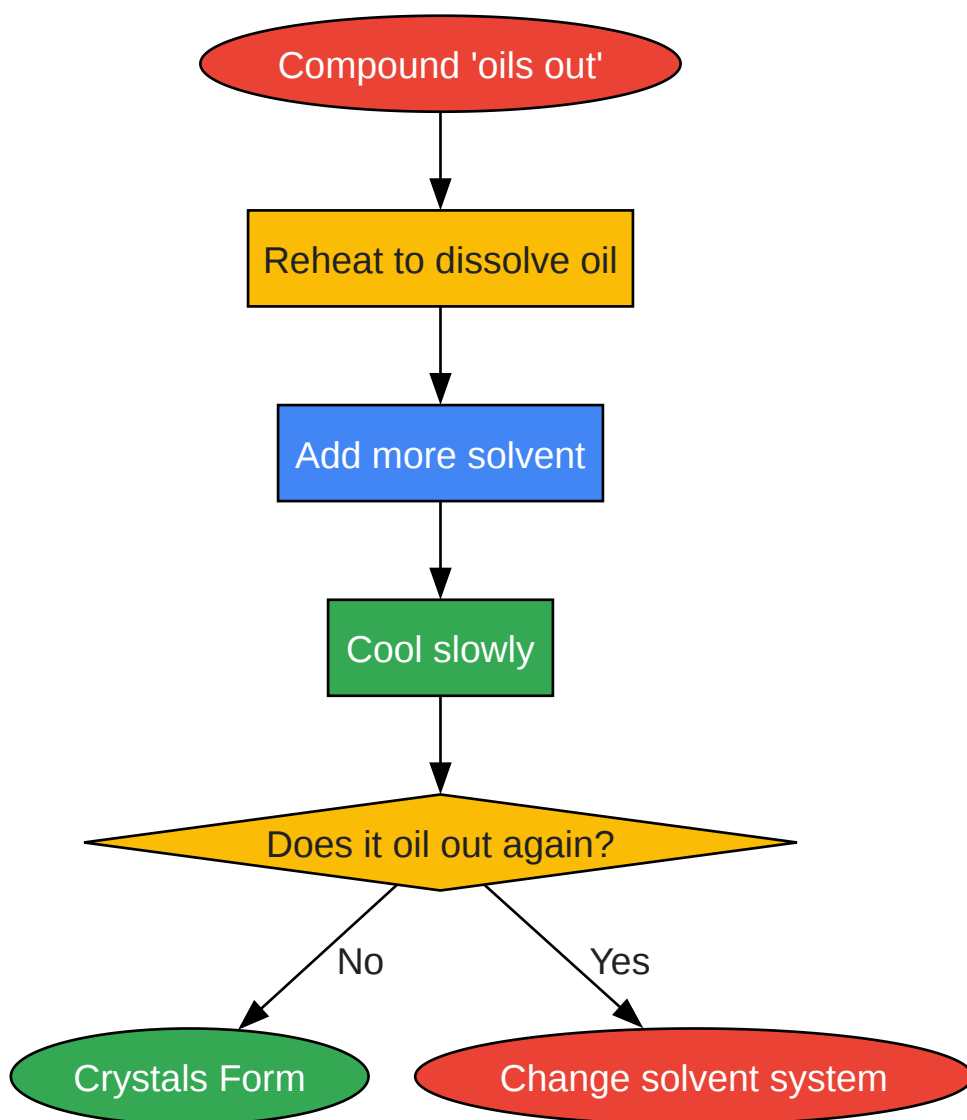 Compound 'oils out'
Reheat to dissolve oil
Add more solvent
Cool slowly
Does it oil out again?
No
Yes
Crystals Form
Change solvent system